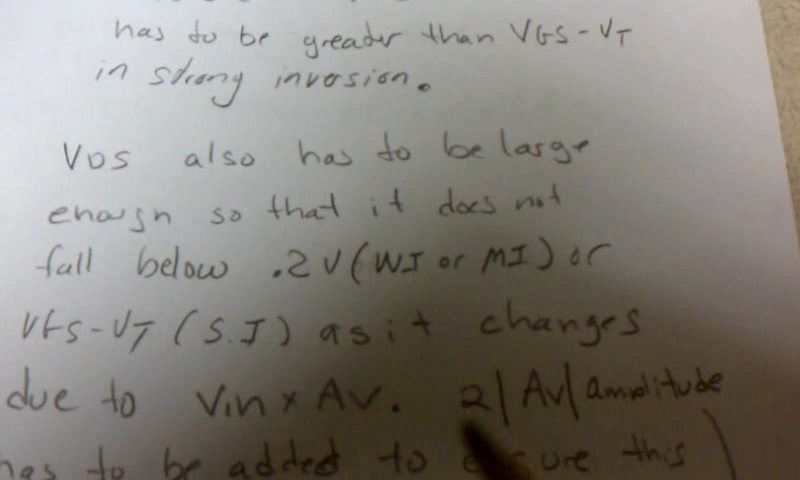 has to be greater than VGS-VT
in strong inversion.
VDS also has to be large
enough so that it does not
fall below .2V (WI or MI) or
VGS-VT (S.I) as it changes
due to Vin x Av. 2|Av|amplitude
has to be added to ensure this)